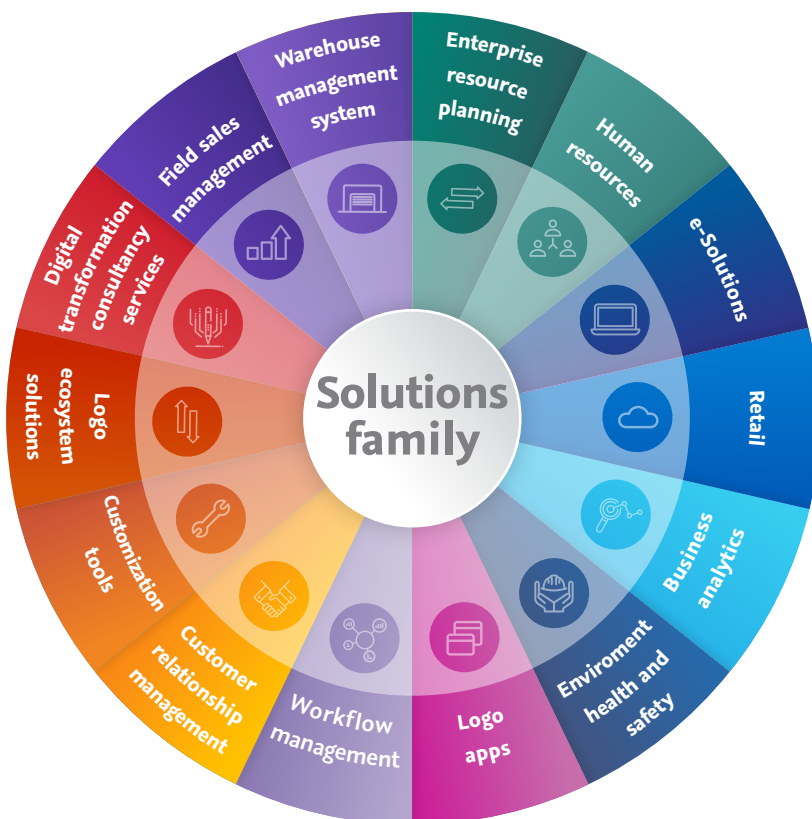 Solutions
family
Enterprise
resource
planning
Human
resources
e-Solutions
Retail
Business
analytics
Enviroment
health and
safety
Logo
apps
Workflow
management
Customer
relationship
management
Customization
tools
Logo
ecosystem
solutions
Digital
transformation
consultancy
services
Field sales
management
Warehouse
management
system